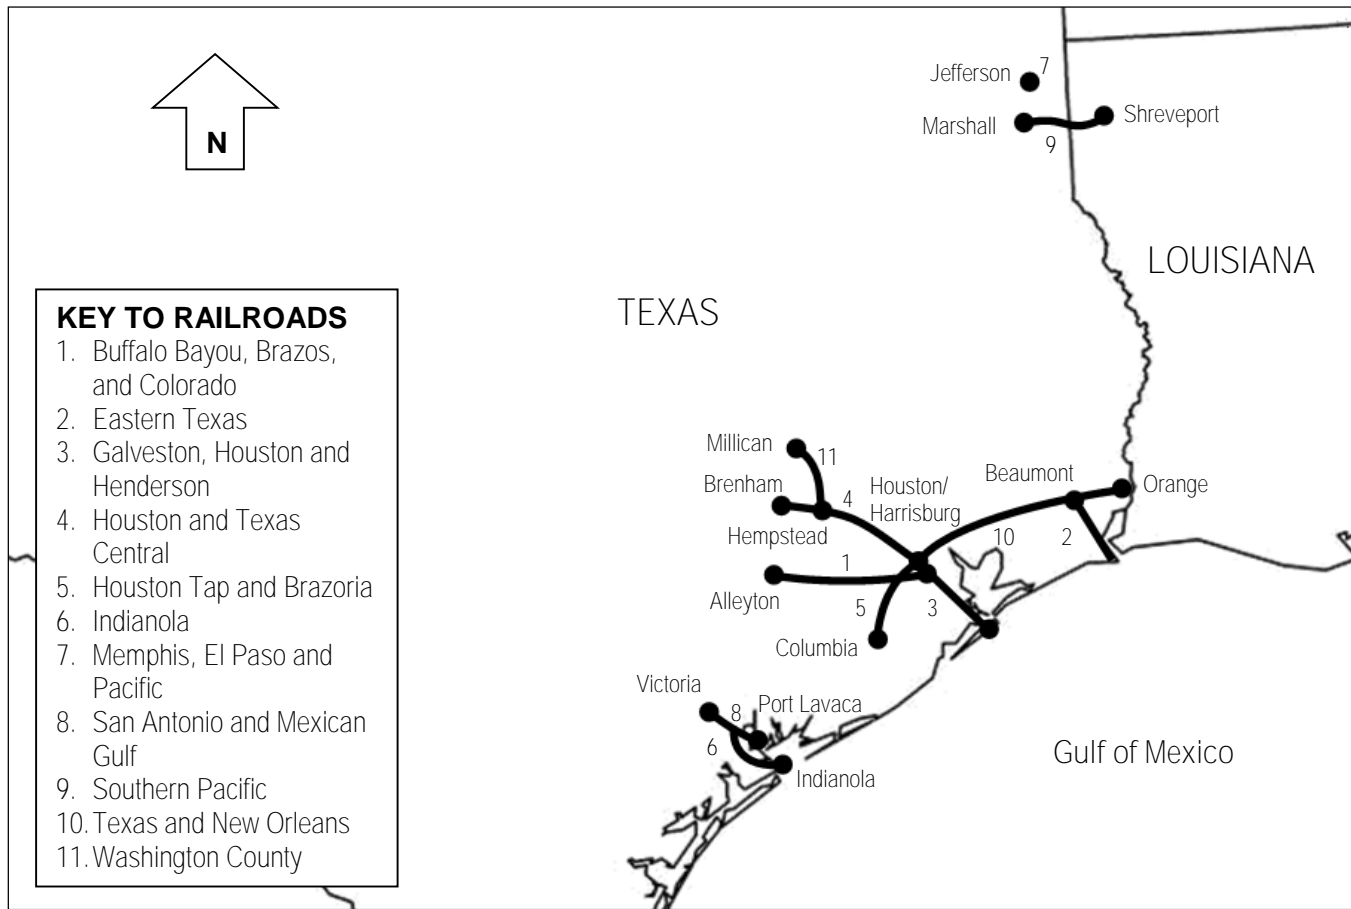 Jefferson
7
Marshall
Shreveport
9
N
LOUISIANA
TEXAS
KEY TO RAILROADS
1. Buffalo Bayou, Brazos,
and Colorado
2. Eastern Texas
3. Galveston, Houston and
Henderson
4. Houston and Texas
Central
5. Houston Tap and Brazoria
6. Indianola
7. Memphis, El Paso and
Pacific
8. San Antonio and Mexican
Gulf
9. Southern Pacific
10. Texas and New Orleans
11. Washington County
Millican
11
Brenham
4
Houston/
Harrisburg
Beaumont
Orange
Hempstead
10
2
1
Alleyton
5
3
Columbia
Victoria
8
Port Lavaca
6
Indianola
Gulf of Mexico